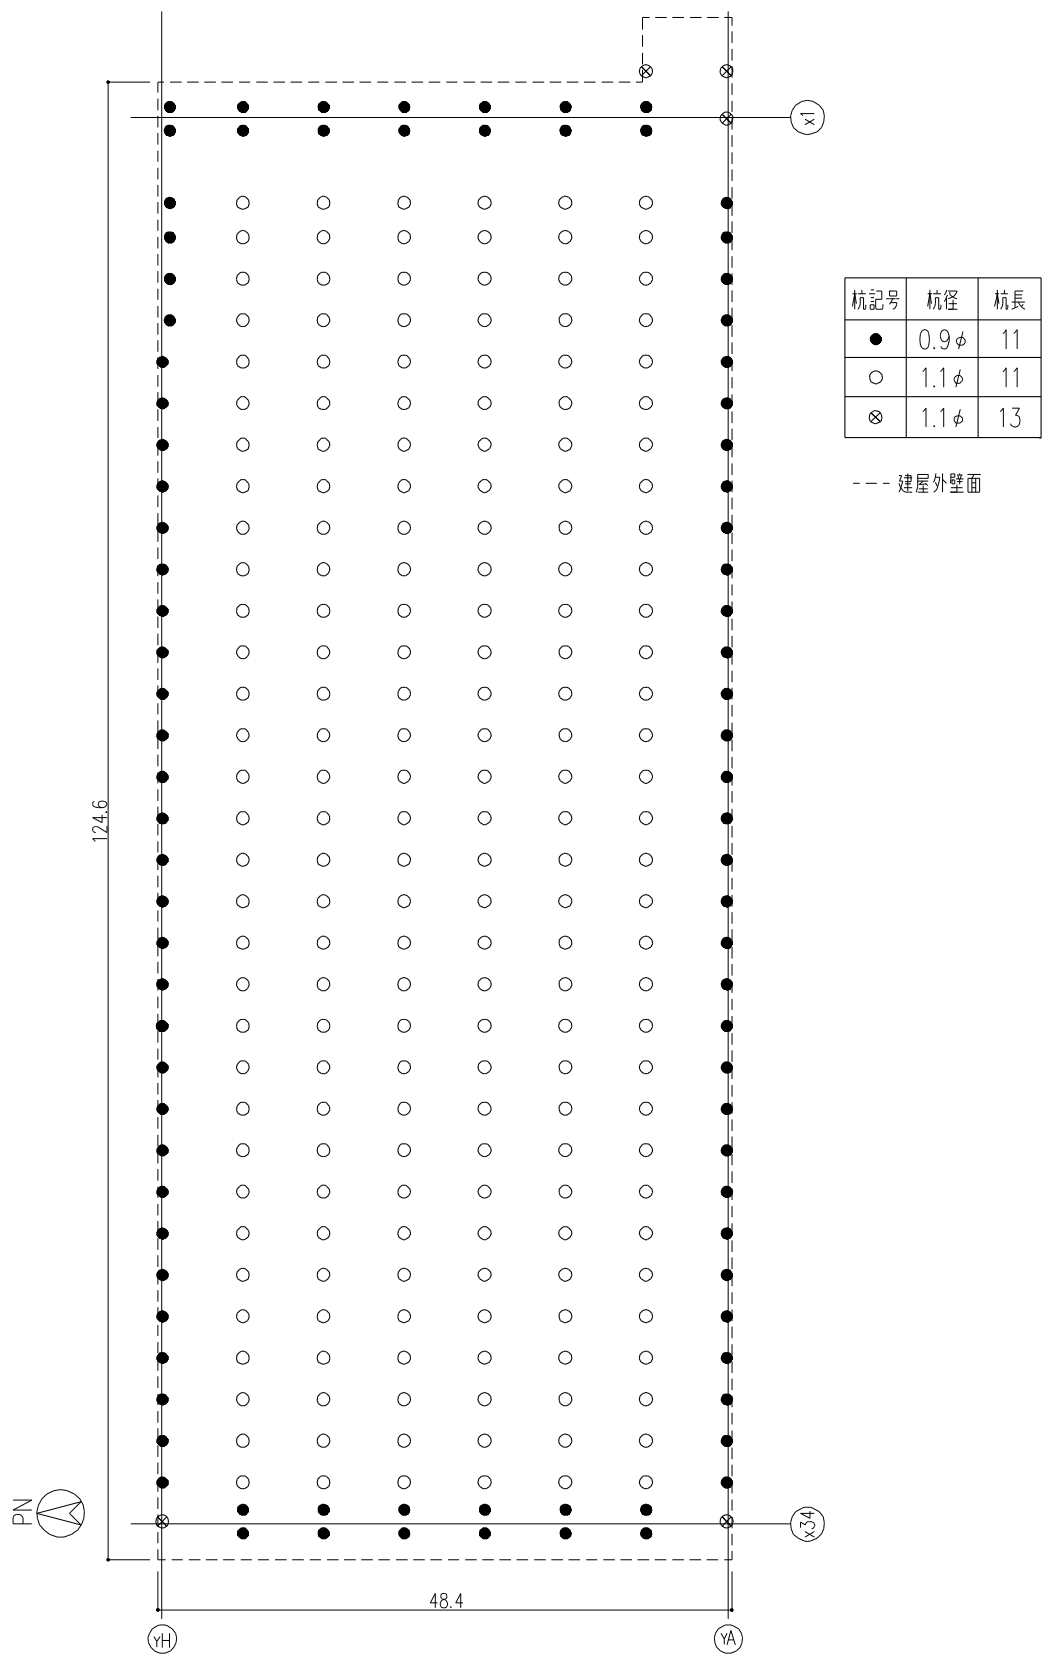 x1
杭記号 杭径 杭長
● 0.9φ 11
○ 1.1φ 11
⊗ 1.1φ 13
--- 建屋外壁面
124.6
PN
x34
48.4
YH
YA